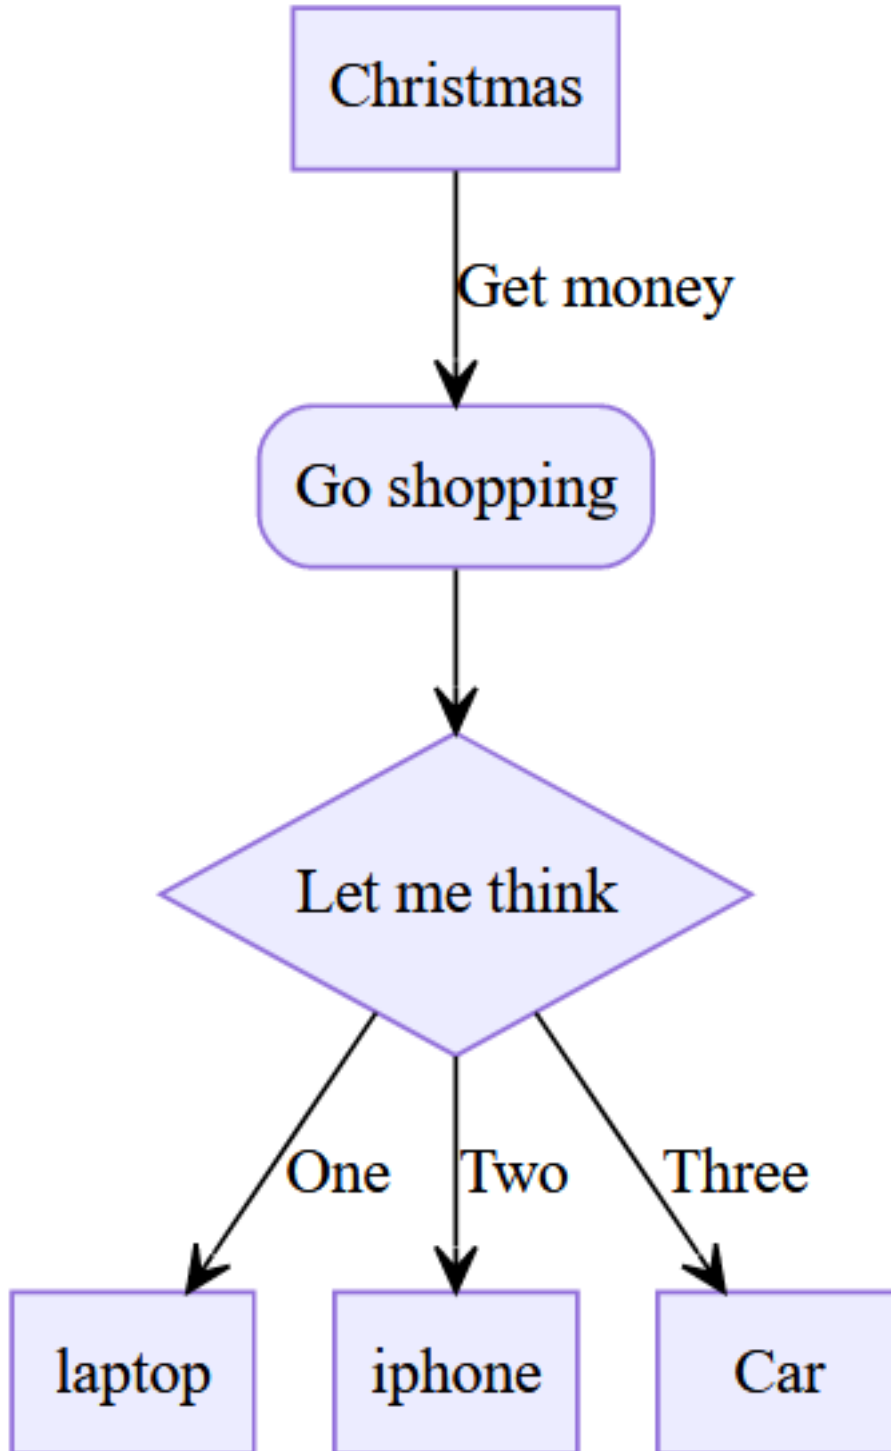 Christmas
Get money
Go shopping
Let me think
One
Two
Three
laptop
iphone
Car